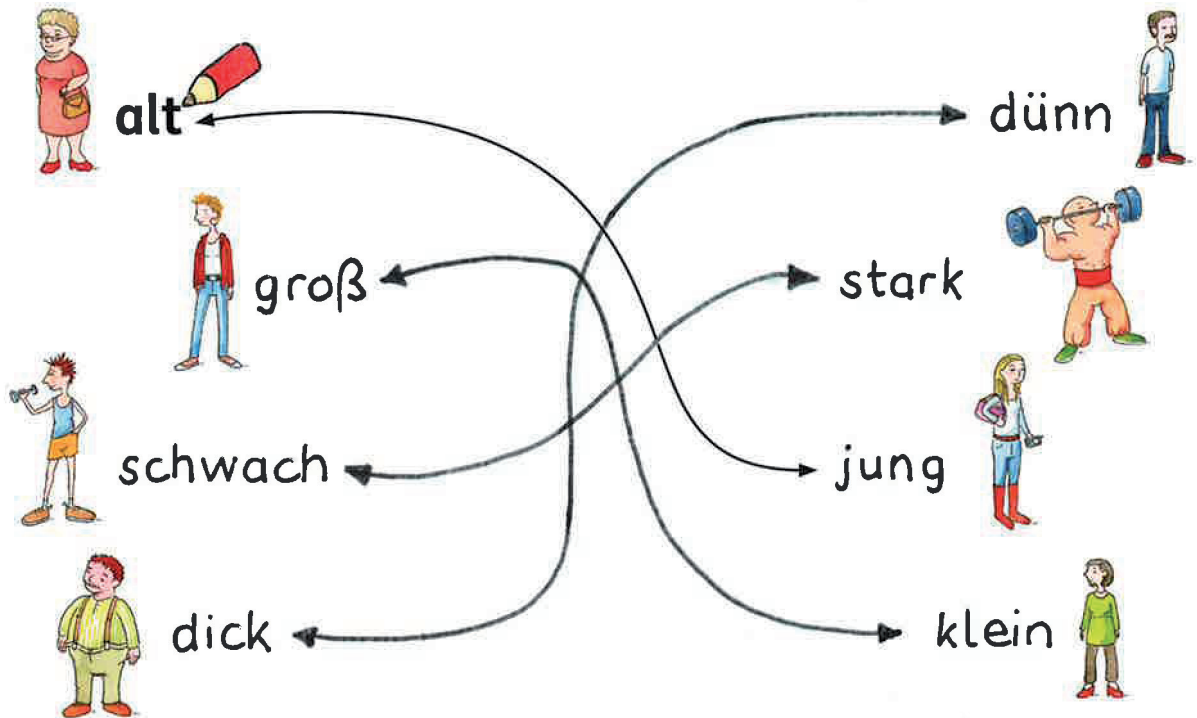 alt
dünn
groß
stark
schwach
jung
dick
klein